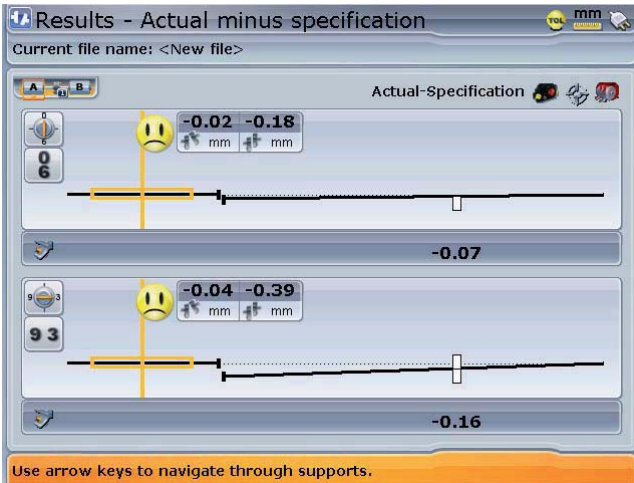 Results - Actual minus specification
TOL mm
Current file name: <New file>
A B
Actual-Specification
-0.02 -0.18
mm mm
0
6
-0.07
-0.04 -0.39
mm mm
9 3
9 3
-0.16
Use arrow keys to navigate through supports.